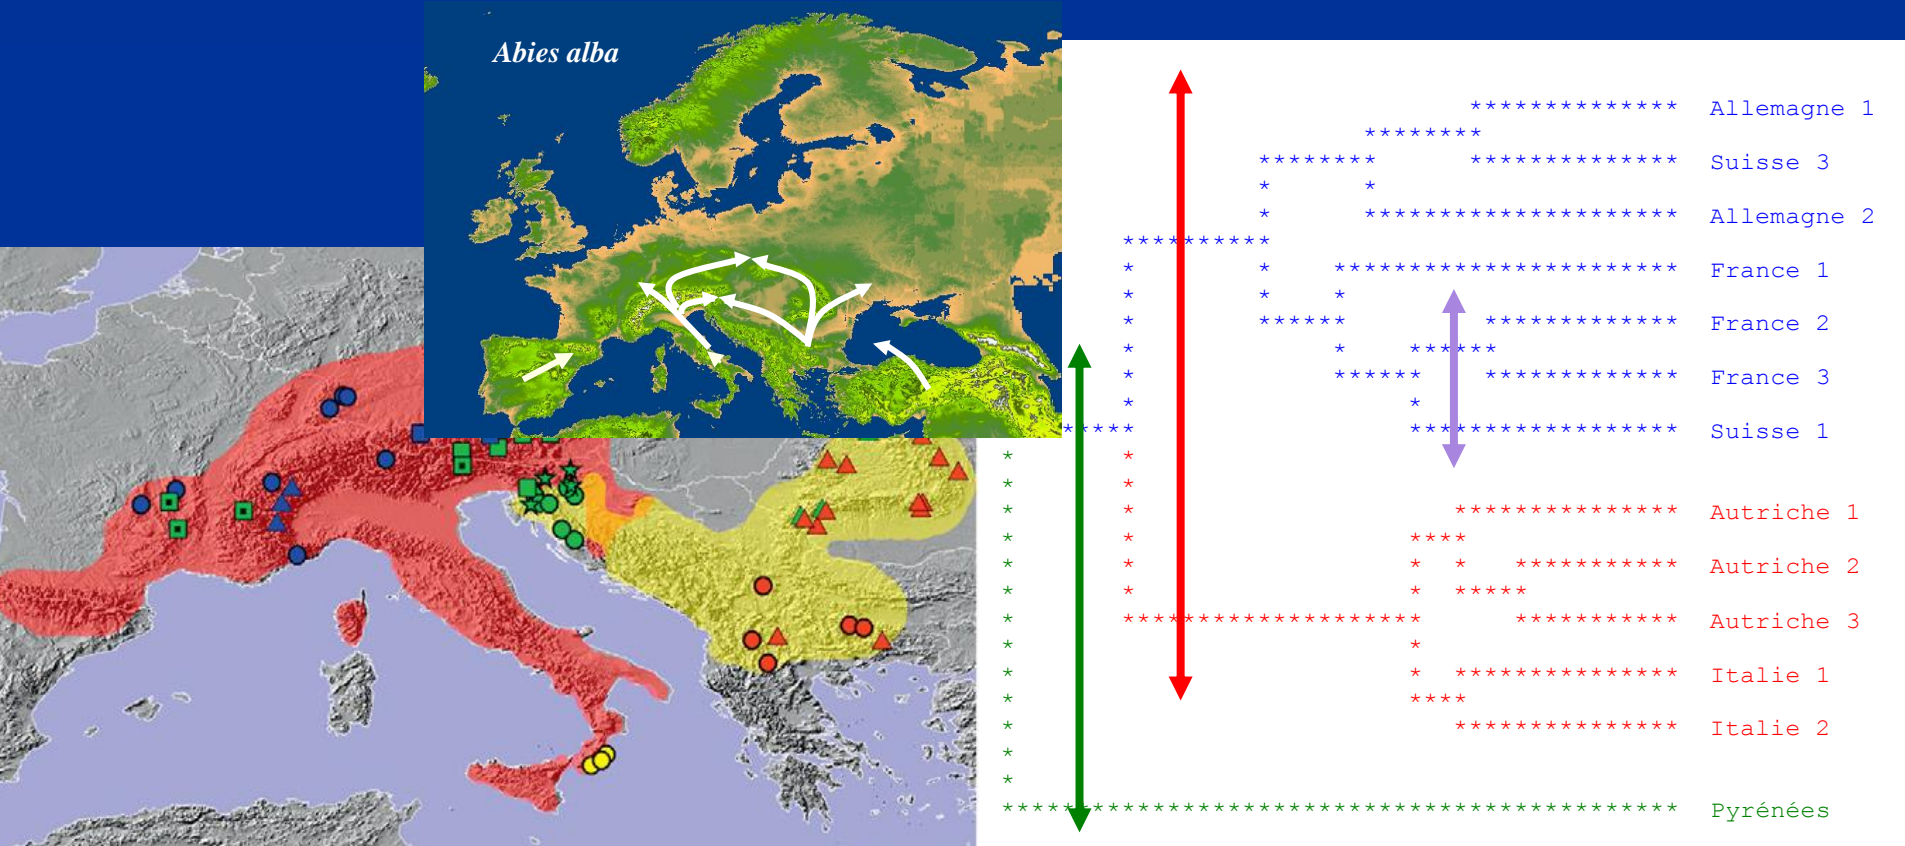 Abies alba
Allemagne 1
Suisse 3
Allemagne 2
France 1
France 2
France 3
Suisse 1
Autriche 1
Autriche 2
Autriche 3
Italie 1
Italie 2
Pyrénées